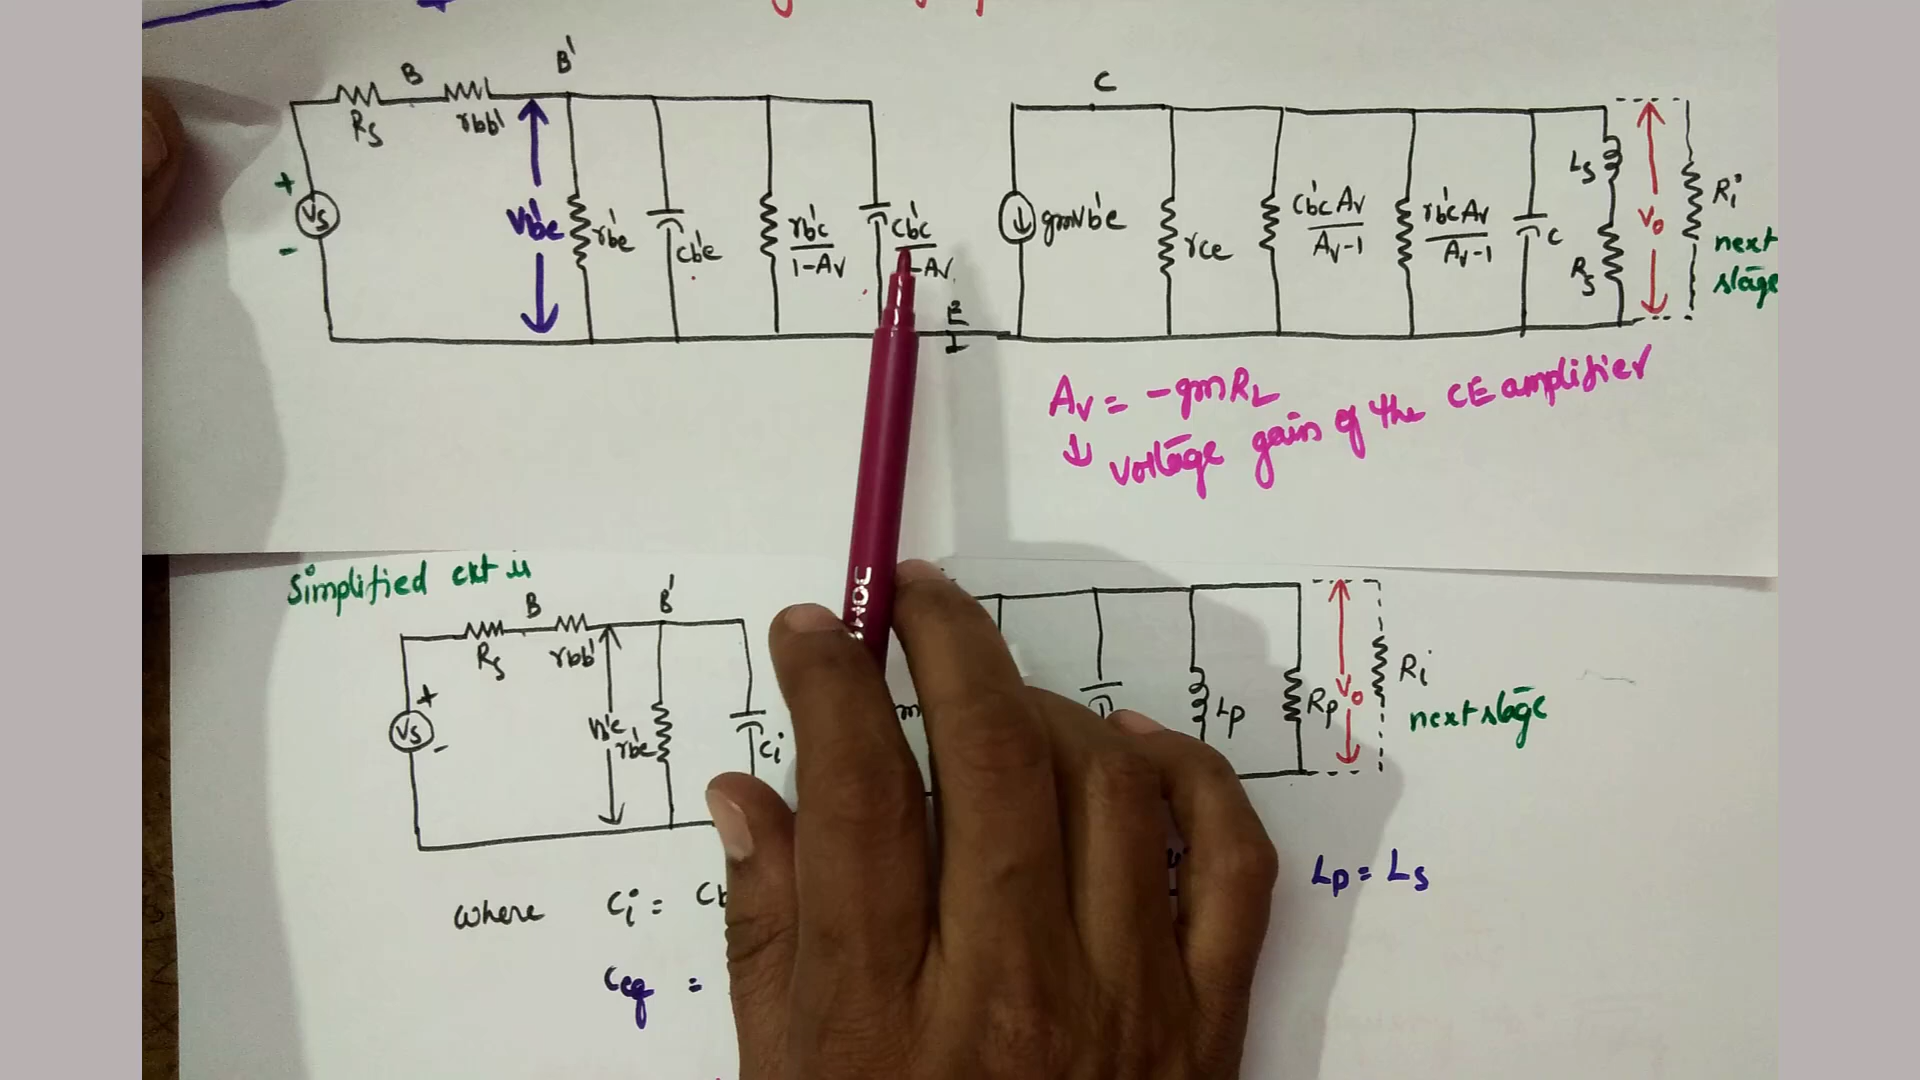 B B' C
Rs rbb'
+ Vs -
Vb'e
rb'e
Cb'e
rb'c / 1-Av
Cb'c / -Av
gmVb'e
rce
Cb'c Av / Av-1
rb'c Av / Av-1
C
Ls
Rs
Vo
Ri
next
stage
E
Av = -gmRL
↓ voltage gain of the CE amplifier
Simplified ckt is
B B'
Rs rbb'
+ Vs -
Vb'e
rb'e
Ci
Lp
Rp
Vo
Ri
next stage
Lp = Ls
where Ci = Cb
Ceq =